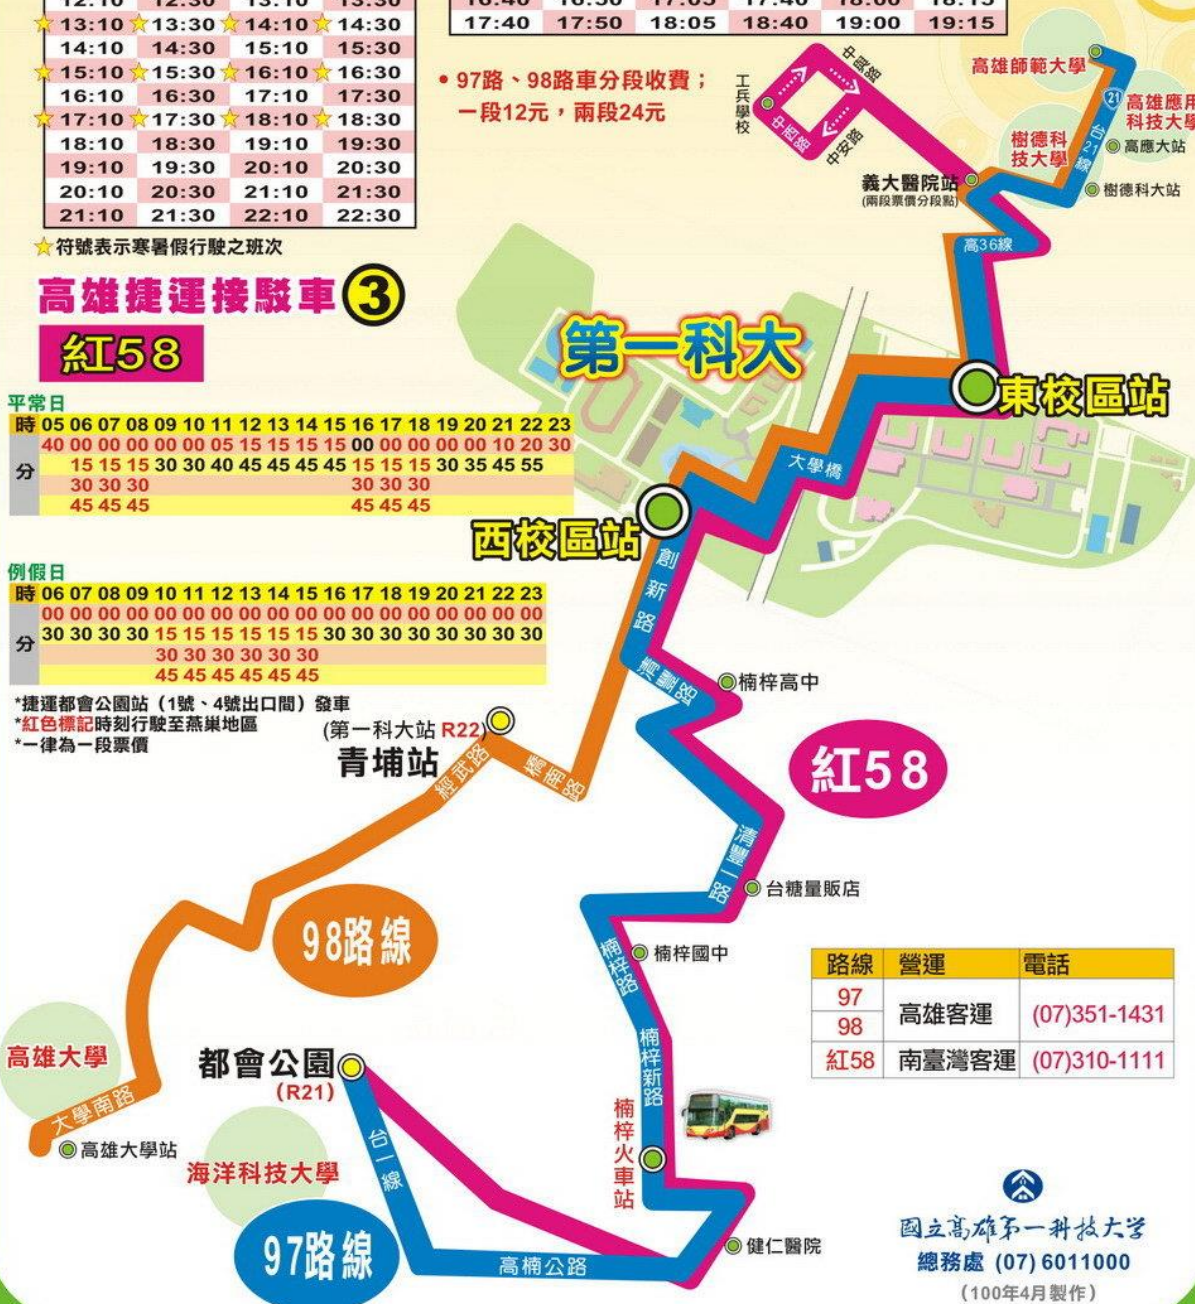 13:10 13:30 14:10 14:30
14:10 14:30 15:10 15:30
15:10 15:30 16:10 16:30
16:10 16:30 17:10 17:30
17:10 17:30 18:10 18:30
18:10 18:30 19:10 19:30
19:10 19:30 20:10 20:30
20:10 20:30 21:10 21:30
21:10 21:30 22:10 22:30
17:40 17:50 18:05 18:40 19:00 19:15
☆符號表示寒暑假行駛之班次
• 97路、98路車分段收費；
一段12元，兩段24元
工兵學校
中興路
中西路
中安路
高雄師範大學
21
台21線
高雄應用
科技大學
高應大站
樹德科
技大學
樹德科大站
義大醫院站
(兩段票價分段點)
高36線
高雄捷運接駁車 3
紅58
第一科大
東校區站
大學橋
西校區站
平常日
時 05 06 07 08 09 10 11 12 13 14 15 16 17 18 19 20 21 22 23
分
40 00 00 00 00 00 05 15 15 15 15 00 00 00 00 00 10 20 30
15 15 15 30 30 40 45 45 45 45 15 15 15 30 35 45 55
30 30 30 30 30 30
45 45 45 45 45 45
例假日
時 06 07 08 09 10 11 12 13 14 15 16 17 18 19 20 21 22 23
分
00 00 00 00 00 00 00 00 00 00 00 00 00 00 00 00 00 00
30 30 30 30 15 15 15 15 15 15 30 30 30 30 30 30 30 30
30 30 30 30 30 30
45 45 45 45 45 45
*捷運都會公園站（1號、4號出口間）發車
*紅色標記時刻行駛至燕巢地區
*一律為一段票價
創新路
清豐路
楠梓高中
(第一科大站 R22)
青埔站
經武路
橋南路
紅58
清豐一路
台糖量販店
98路線
楠梓國中
楠梓路
楠梓新路
路線 營運 電話
97
98
高雄客運 (07)351-1431
紅58 南臺灣客運 (07)310-1111
高雄大學
大學南路
高雄大學站
都會公園
(R21)
台一線
海洋科技大學
楠梓火車站
97路線
高楠公路
健仁醫院
國立高雄第一科技大学
總務處 (07) 6011000
(100年4月製作)